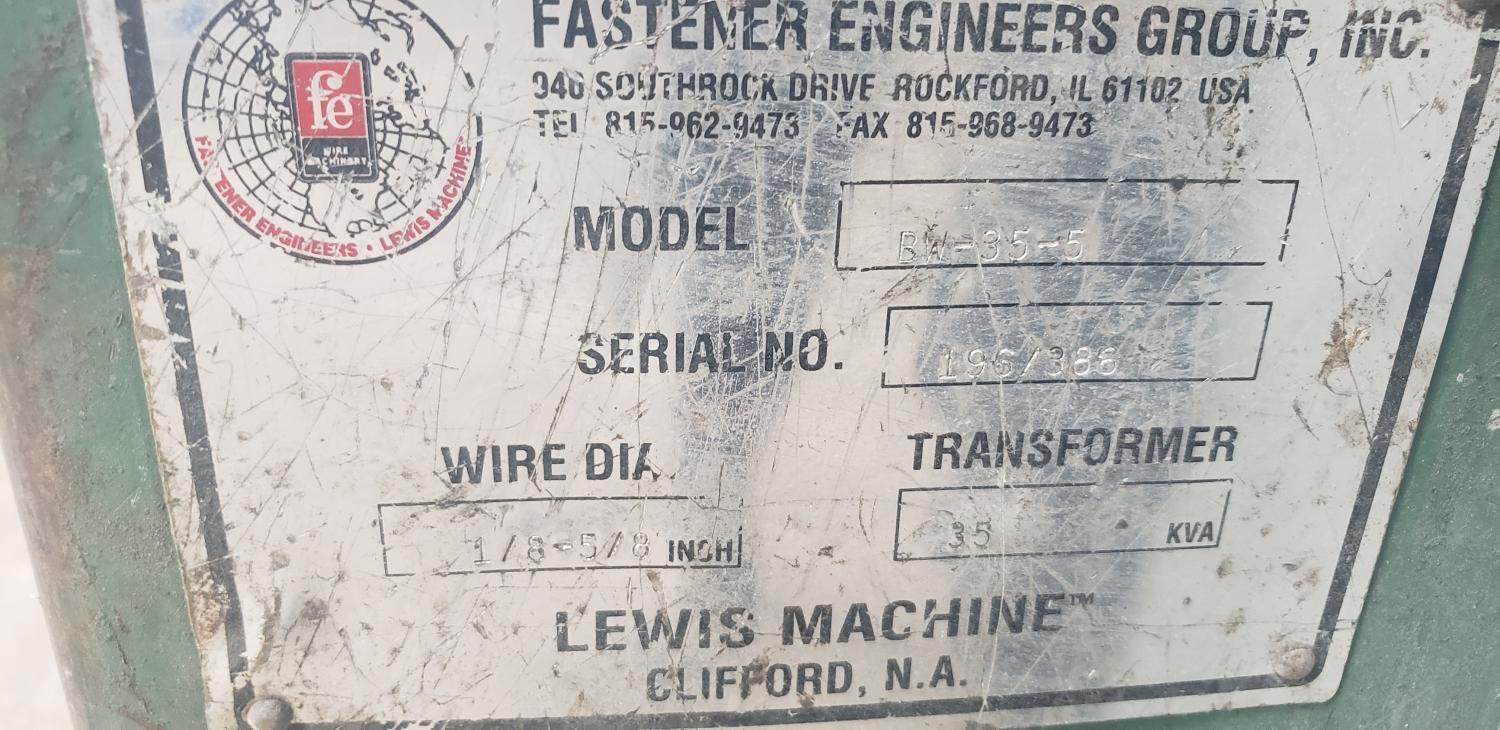 FASTENER ENGINEERS GROUP, INC.
940 SOUTHROCK DRIVE ROCKFORD, IL 61102 USA
TEL 815-962-9473 FAX 815-968-9473
fe
WIRE
MACHINERY
FASTENER ENGINEERS • LEWIS MACHINE
MODEL BW-35-5
SERIAL NO. 196/386
WIRE DIA. TRANSFORMER
1/8-5/8 INCH 35 KVA
LEWIS MACHINE™
CLIFFORD, N.A.